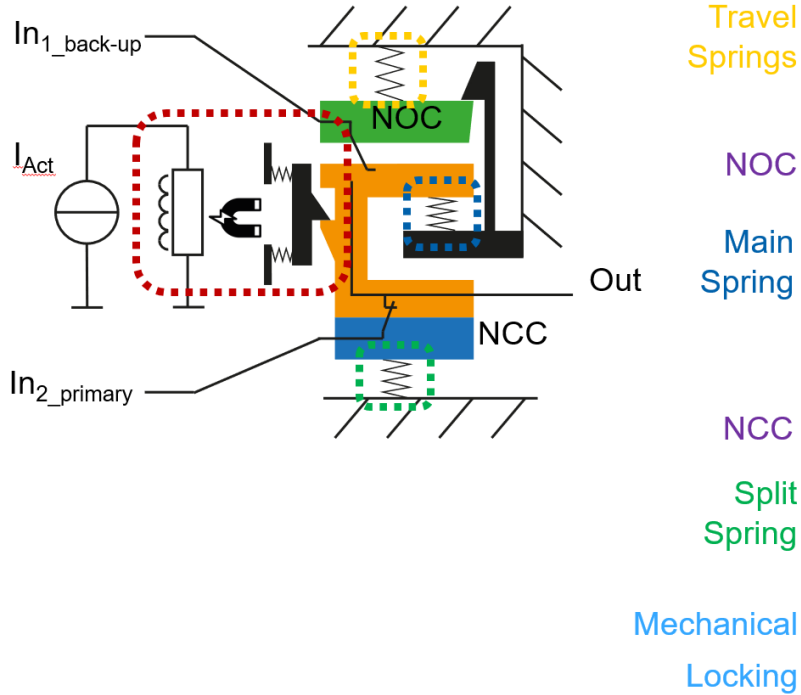 In1_back-up
Travel
Springs
NOC
IAct
NOC
Main
Spring
Out
NCC
In2_primary
NCC
Split
Spring
Mechanical
Locking